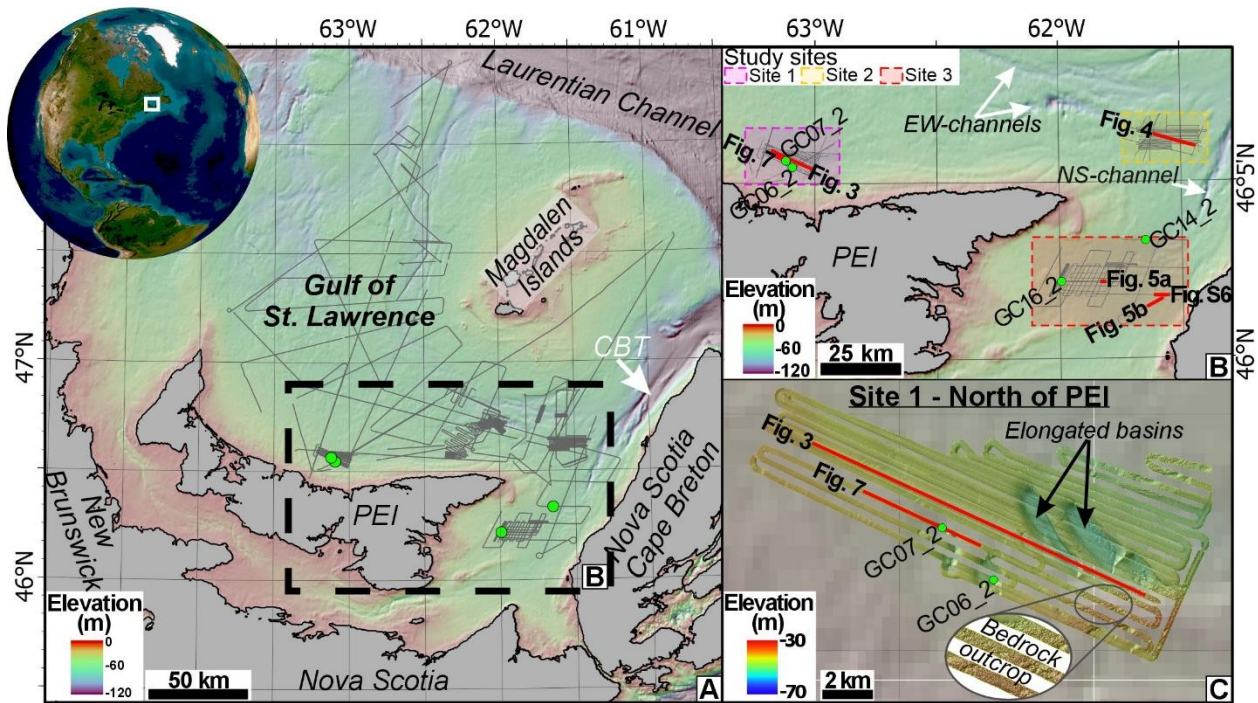 63°W
62°W
61°W
Laurentian Channel
Magdalen
Islands
Gulf of
St. Lawrence
47°N
CBT
New
Brunswick
PEI
Nova Scotia
Cape Breton
46°N
B
Elevation
(m)
0
-60
-120
50 km
Nova Scotia
A
63°W
62°W
Study sites
Site 1
Site 2
Site 3
EW-channels
Fig. 4
GC07_2
Fig. 7
Fig. 3
GC06_2
NS-channel
46°5'N
PEI
GC14_2
GC16_2
Fig. 5a
Fig. S6
Fig. 5b
Elevation
(m)
0
-60
-120
25 km
46°N
B
Site 1 - North of PEI
Elongated basins
Fig. 3
Fig. 7
GC07_2
GC06_2
Bedrock
outcrop
Elevation
(m)
-30
-70
2 km
C